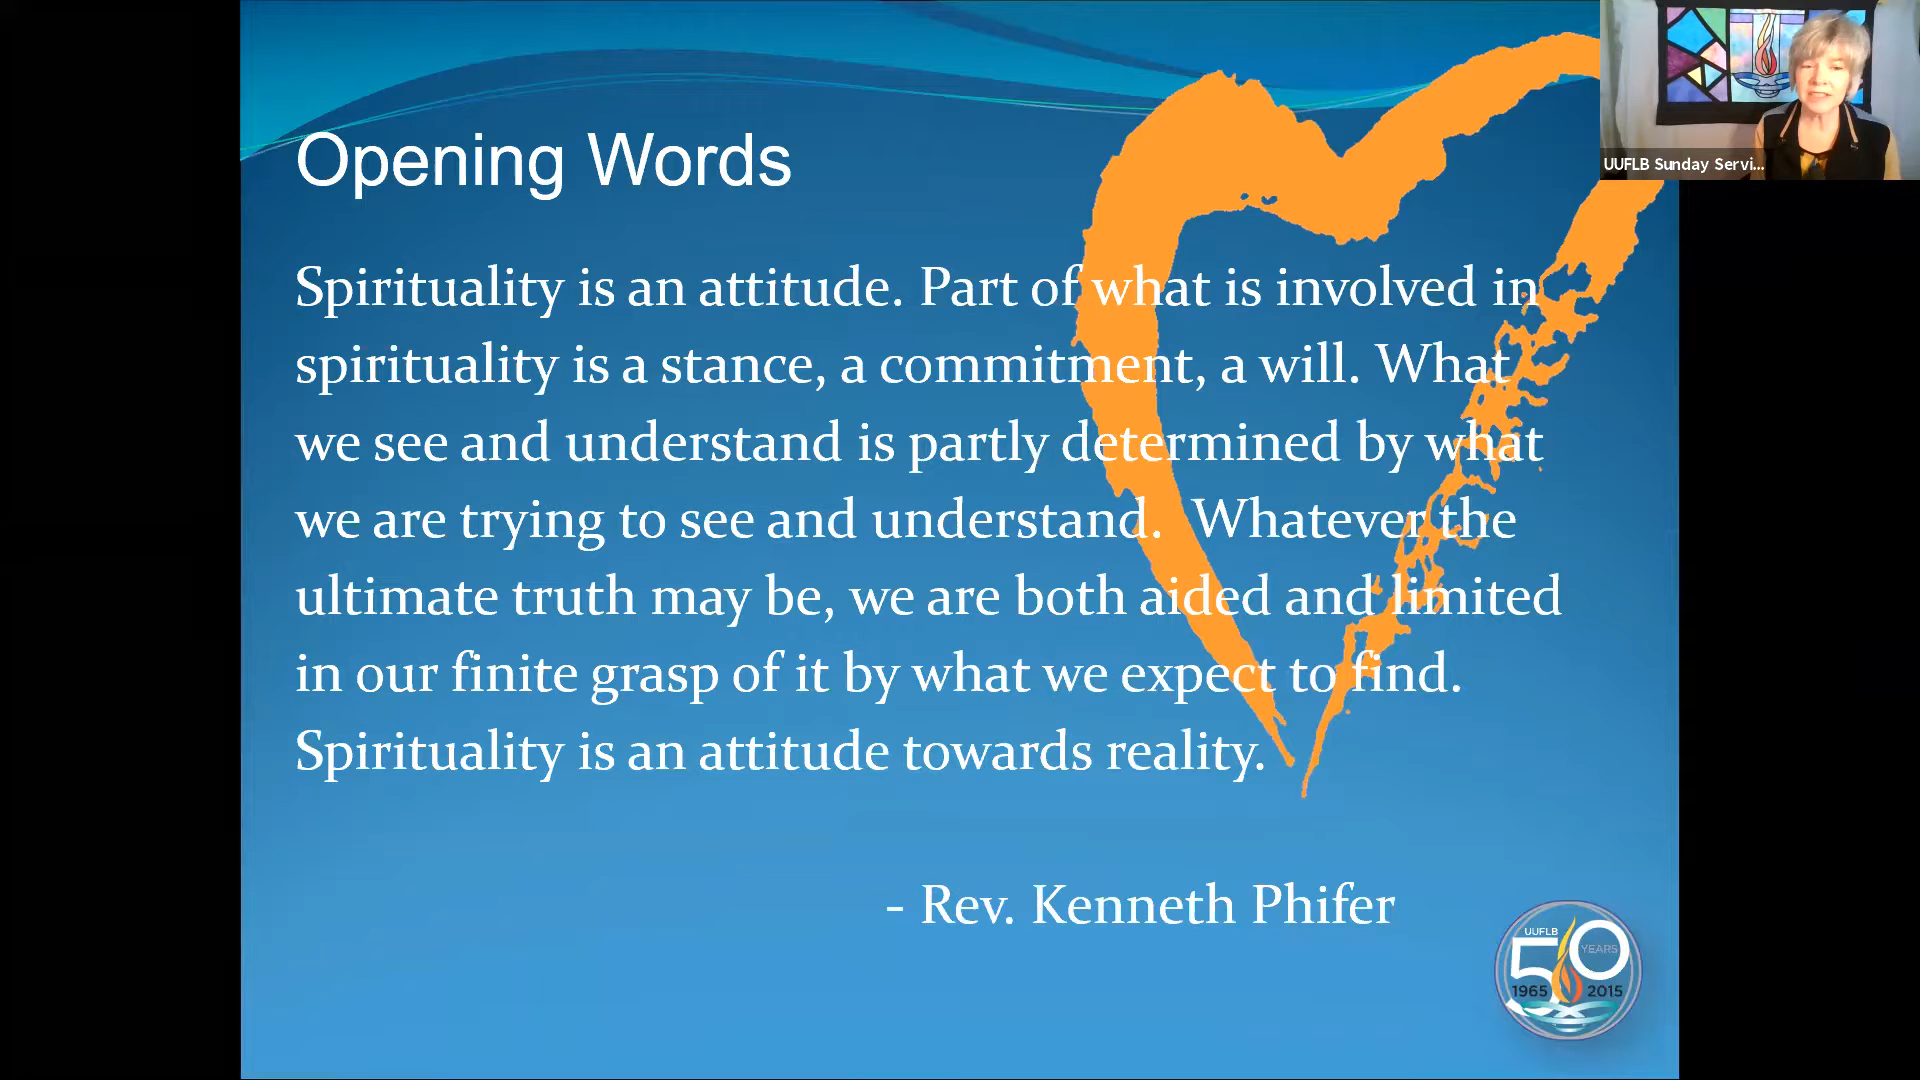 Opening Words
Spirituality is an attitude. Part of what is involved in
spirituality is a stance, a commitment, a will. What
we see and understand is partly determined by what
we are trying to see and understand.  Whatever the
ultimate truth may be, we are both aided and limited
in our finite grasp of it by what we expect to find.
Spirituality is an attitude towards reality.
- Rev. Kenneth Phifer
UUFLB Sunday Servi...
UUFLB
50
YEARS
1965 2015